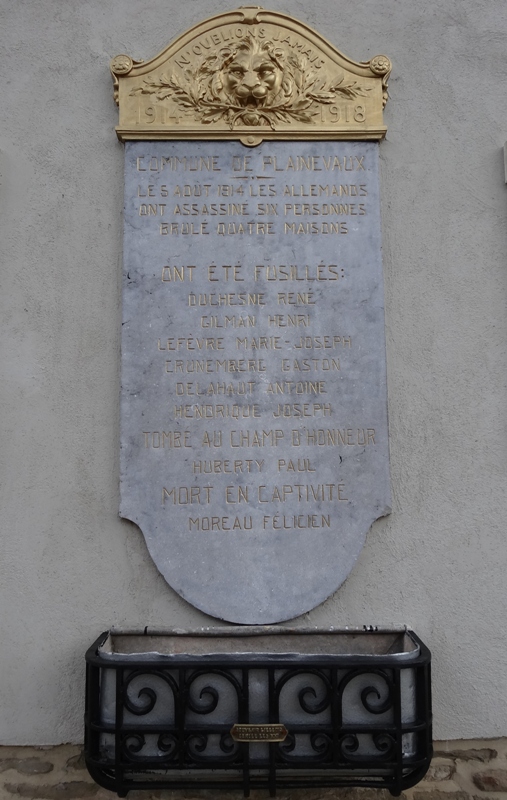 N'OUBLIONS JAMAIS
1914 1918
COMMUNE DE PLAINEVAUX
LE 5 AOUT 1914 LES ALLEMANDS
ONT ASSASSINÉ SIX PERSONNES
BRULÉ QUATRE MAISONS
ONT ÉTÉ FUSILLÉS:
DUCHESNE RENÉ
GILMAN HENRI
LEFÈVRE MARIE-JOSEPH
CRONEMBERG GASTON
DELAHAUT ANTOINE
HENDRIQUE JOSEPH
TOMBÉ AU CHAMP D'HONNEUR
HUBERTY PAUL
MORT EN CAPTIVITÉ
MOREAU FÉLICIEN